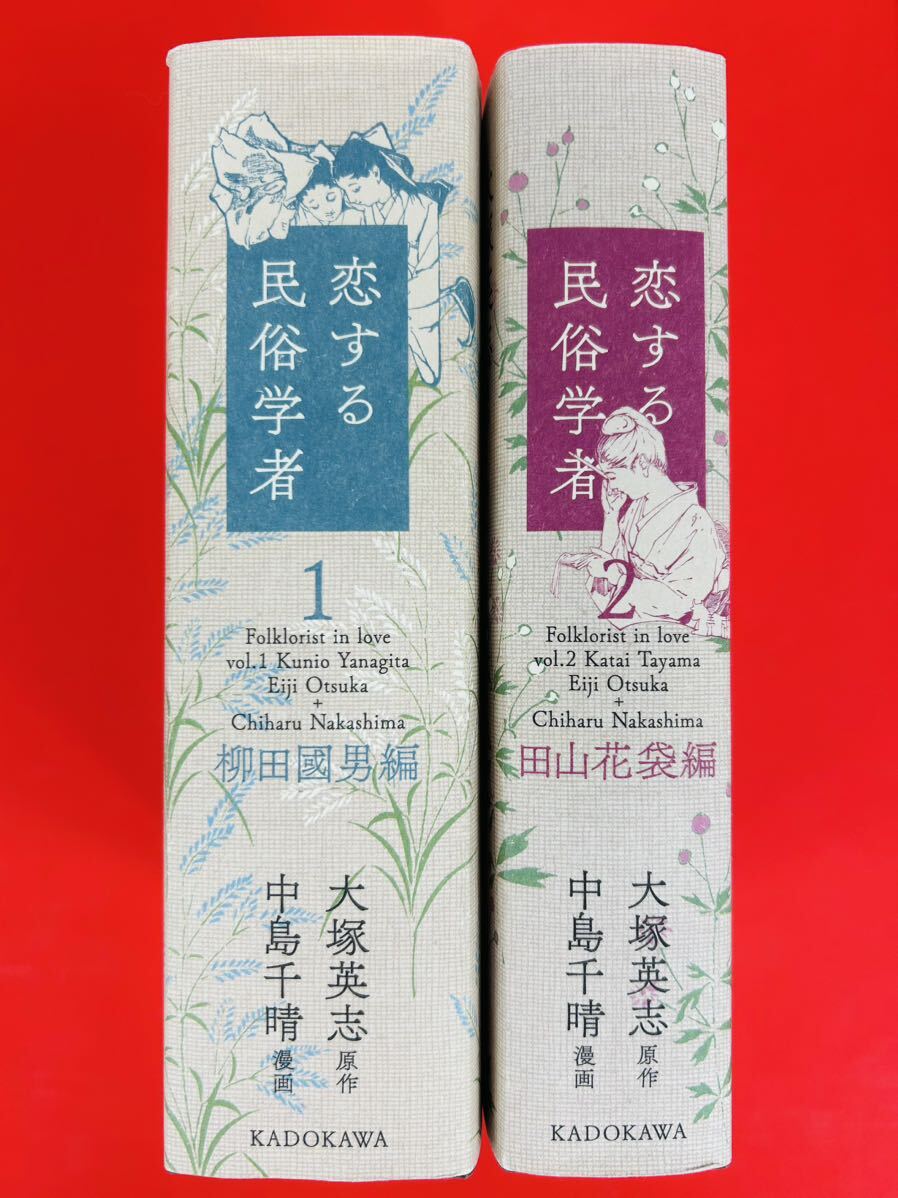 恋する
民俗学者
1
Folklorist in love
vol.1 Kunio Yanagita
Eiji Otsuka
+
Chiharu Nakashima
柳田國男編
大塚英志 原作
中島千晴 漫画
KADOKAWA
恋する
民俗学者
2
Folklorist in love
vol.2 Katai Tayama
Eiji Otsuka
+
Chiharu Nakashima
田山花袋編
大塚英志 原作
中島千晴 漫画
KADOKAWA